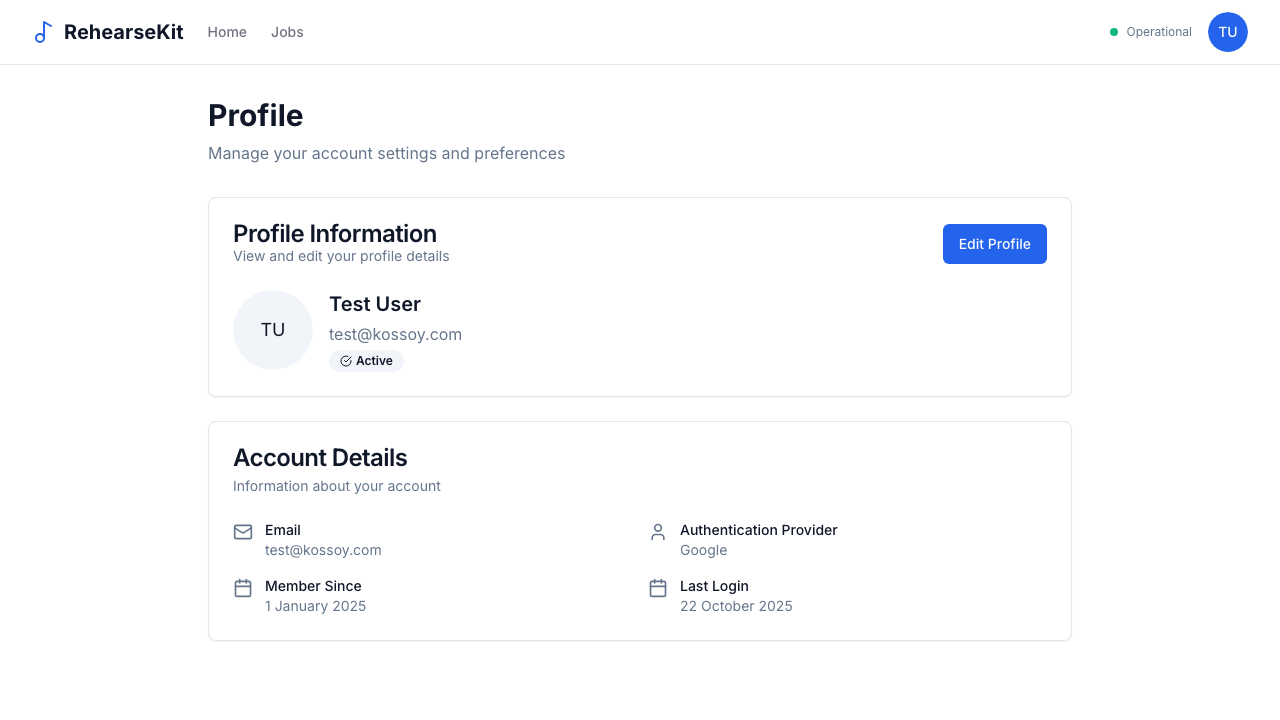 RehearseKit Home Jobs Operational TU
Profile
Manage your account settings and preferences
Profile Information
View and edit your profile details
Edit Profile
TU
Test User
test@kossoy.com
Active
Account Details
Information about your account
Email
test@kossoy.com
Authentication Provider
Google
Member Since
1 January 2025
Last Login
22 October 2025